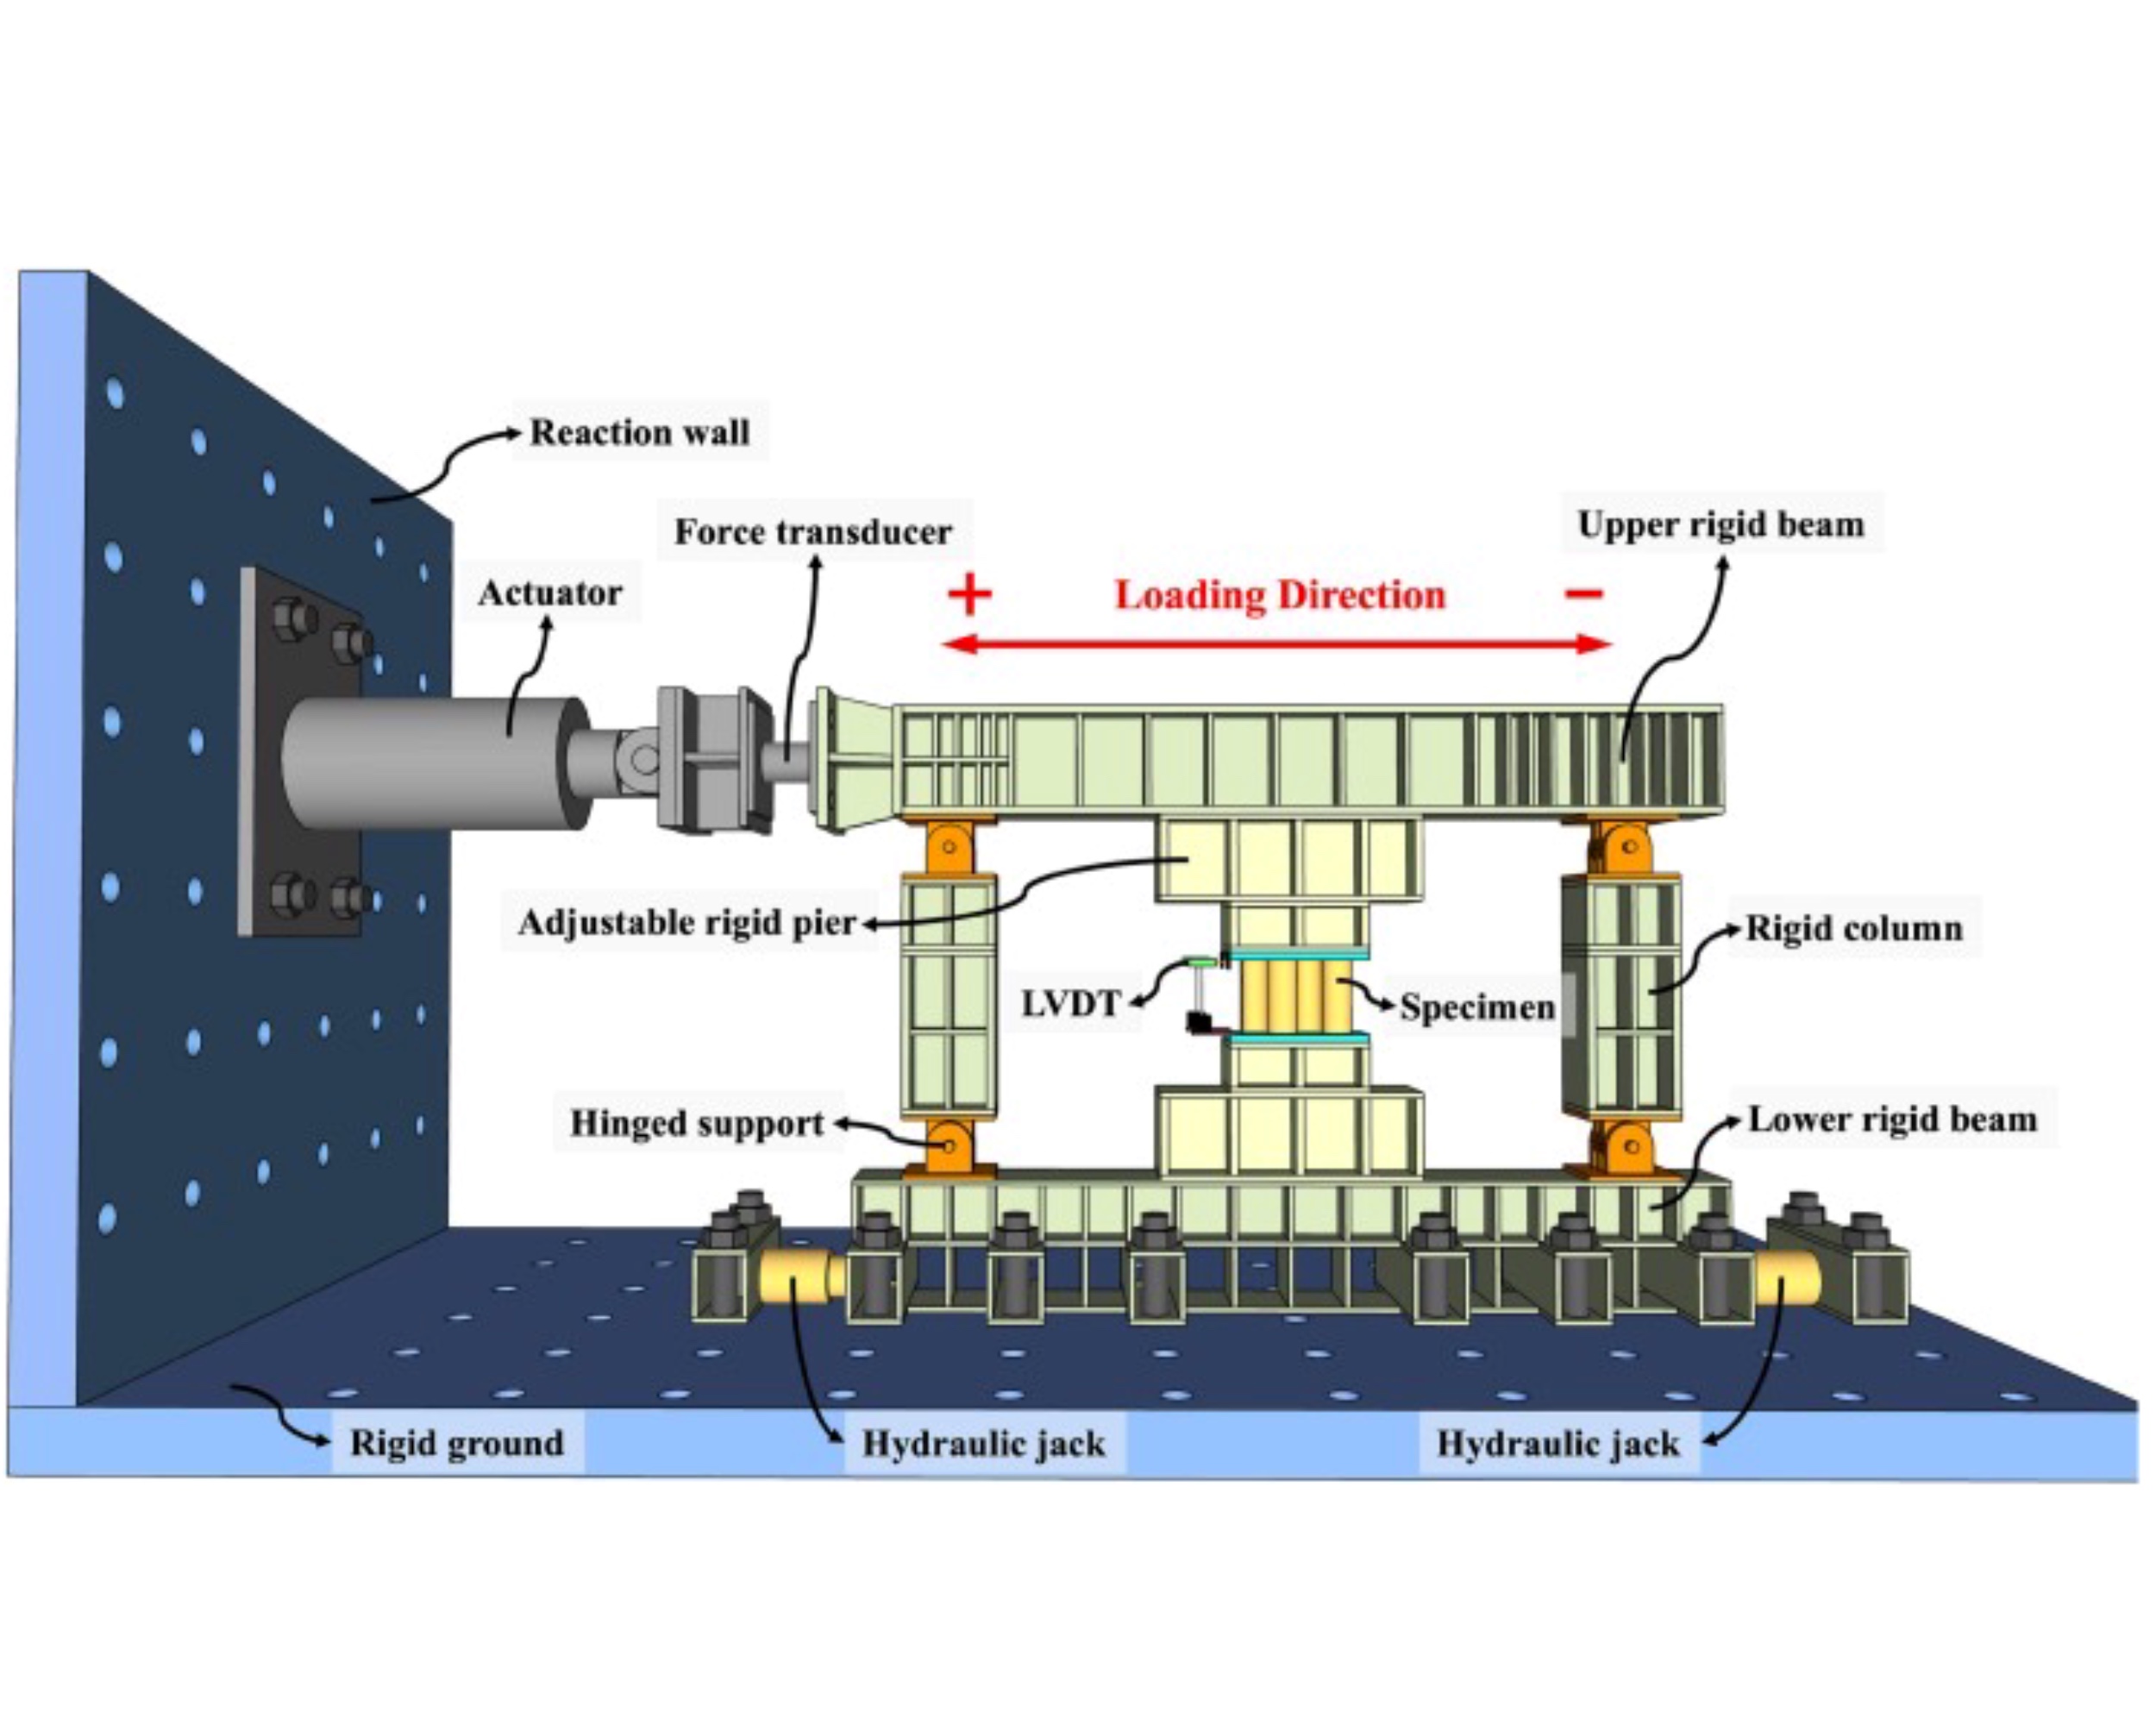 Reaction wall
Force transducer
Upper rigid beam
Actuator
+ Loading Direction −
Adjustable rigid pier
Rigid column
LVDT
Specimen
Hinged support
Lower rigid beam
Rigid ground
Hydraulic jack
Hydraulic jack